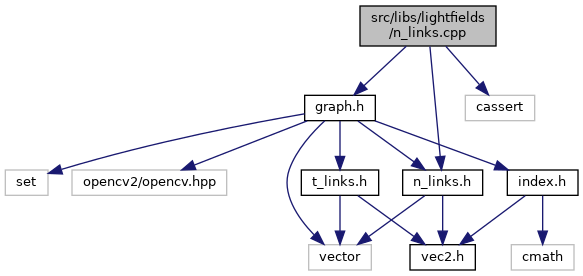 src/libs/lightfields
/n_links.cpp
graph.h
cassert
set
opencv2/opencv.hpp
t_links.h
n_links.h
index.h
vector
vec2.h
cmath